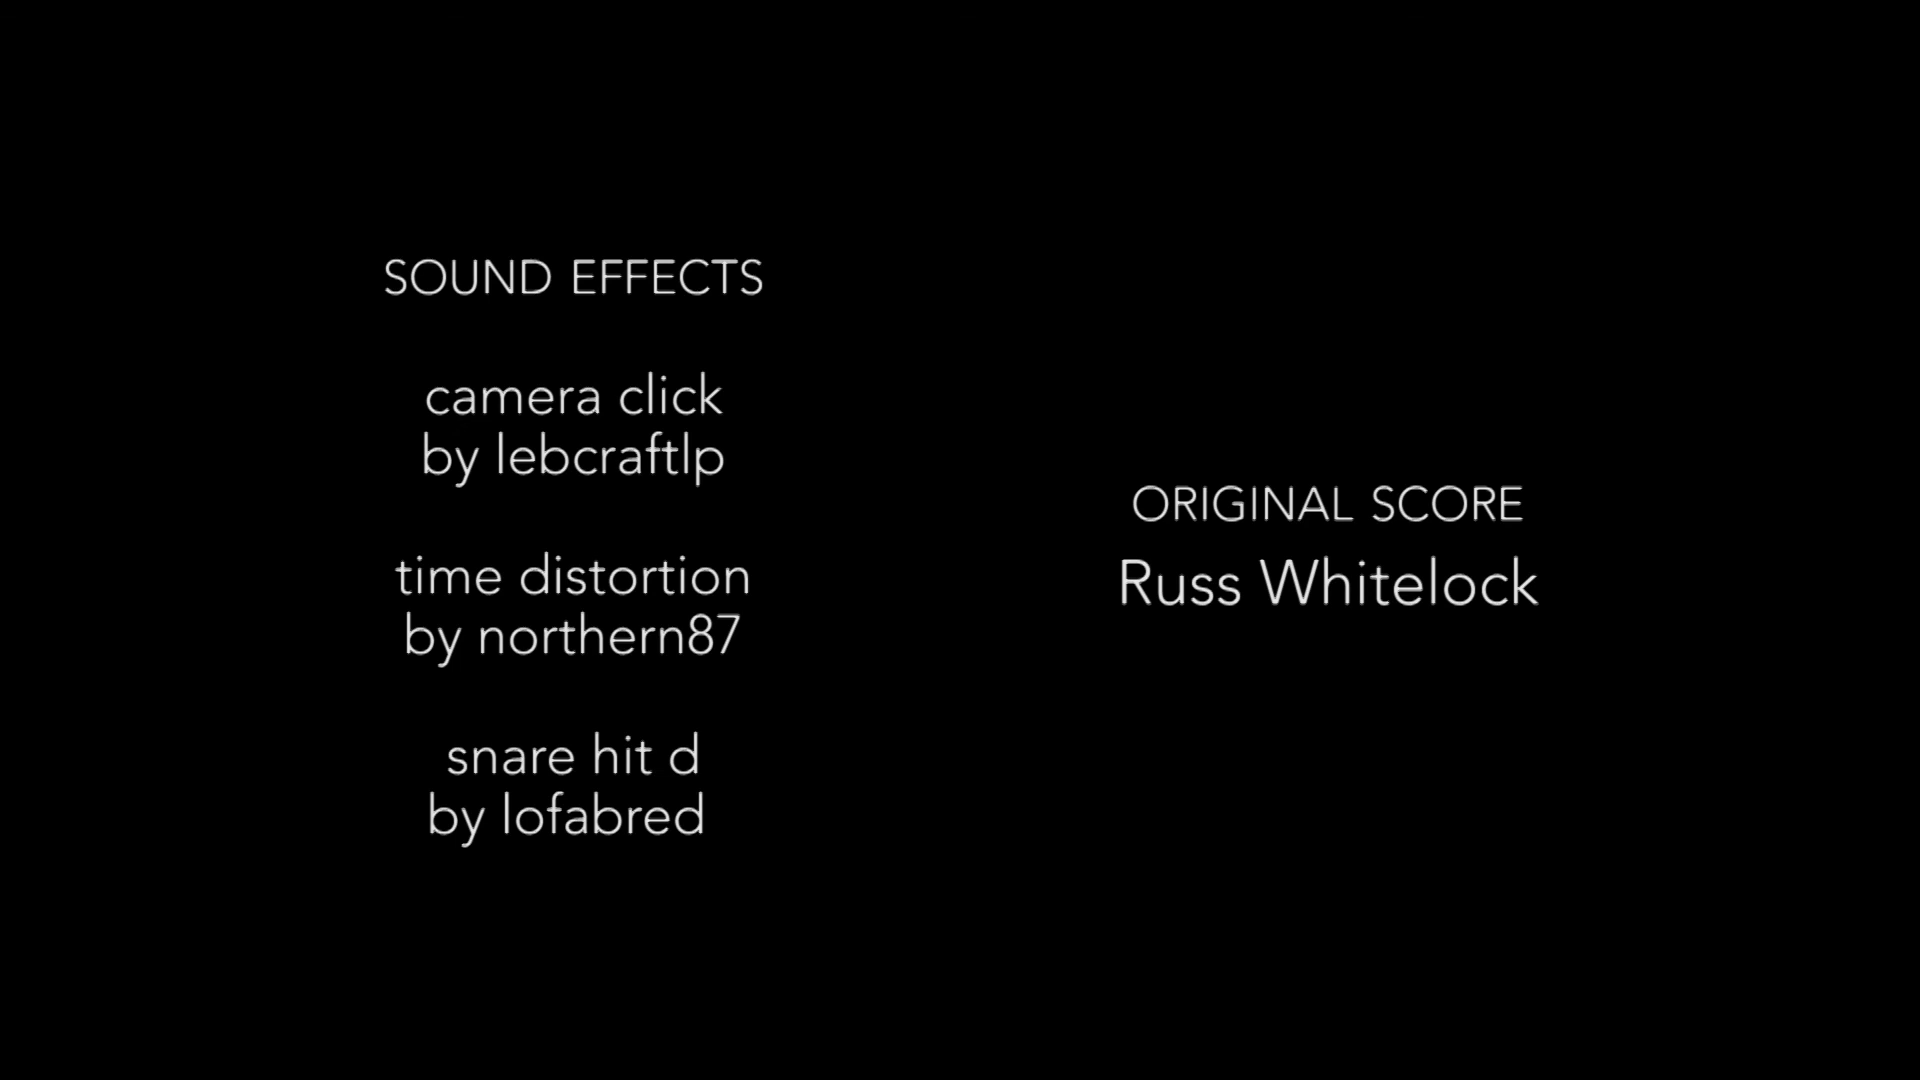 SOUND EFFECTS
camera click
by lebcraftlp
time distortion
by northern87
snare hit d
by lofabred
ORIGINAL SCORE
Russ Whitelock